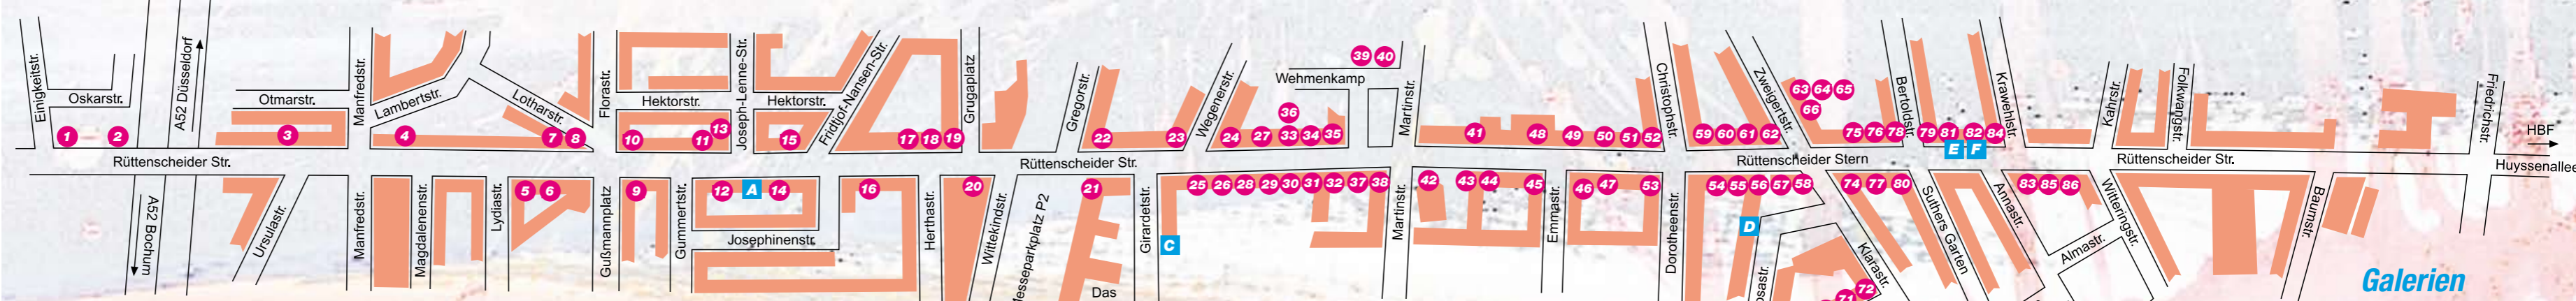 Einigkeitstr.
Oskarstr.
A52 Düsseldorf
Otmarstr.
Manfredstr.
Lambertstr.
Lotharstr.
Florastr.
Hektorstr.
Joseph-Lenne-Str.
Hektorstr.
Fridtjof-Nansen-Str.
Grugaplatz
Gregorstr.
Wegenerstr.
Wehmenkamp
39 40
Martinstr.
Christophstr.
Zweigertstr.
63 64 65
66
Bertoldstr.
Krawehlstr.
Kahrstr.
Folkwangstr.
Friedrichstr.
HBF
1 2 3 4 7 8 10 11 13 15 17 18 19 22 23 24 27 33 34 35
36
41 48 49 50 51 52 59 60 61 62 75 76 78 79 81 82 84
E F
Rüttenscheider Str.
Rüttenscheider Str.
Rüttenscheider Stern
Rüttenscheider Str.
Huyssenallee
5 6 9 12 A 14 16 20 21 25 26 28 29 30 31 32 37 38 42 43 44 45 46 47 53 54 55 56 57 58 74 77 80 83 85 86
A52 Bochum
Ursulastr.
Manfredstr.
Magdalenenstr.
Lydiastr.
Gußmannplatz
Gummertstr.
Josephinenstr.
Herthastr.
Wittekindstr.
Messeparkplatz P2
Das
Girardetstr.
C
Martinstr.
Emmastr.
Dorotheenstr.
D
Klarastr.
71 72
Suthers Garten
Annastr.
Almastr.
Witteringstr.
Baumstr.
Galerien